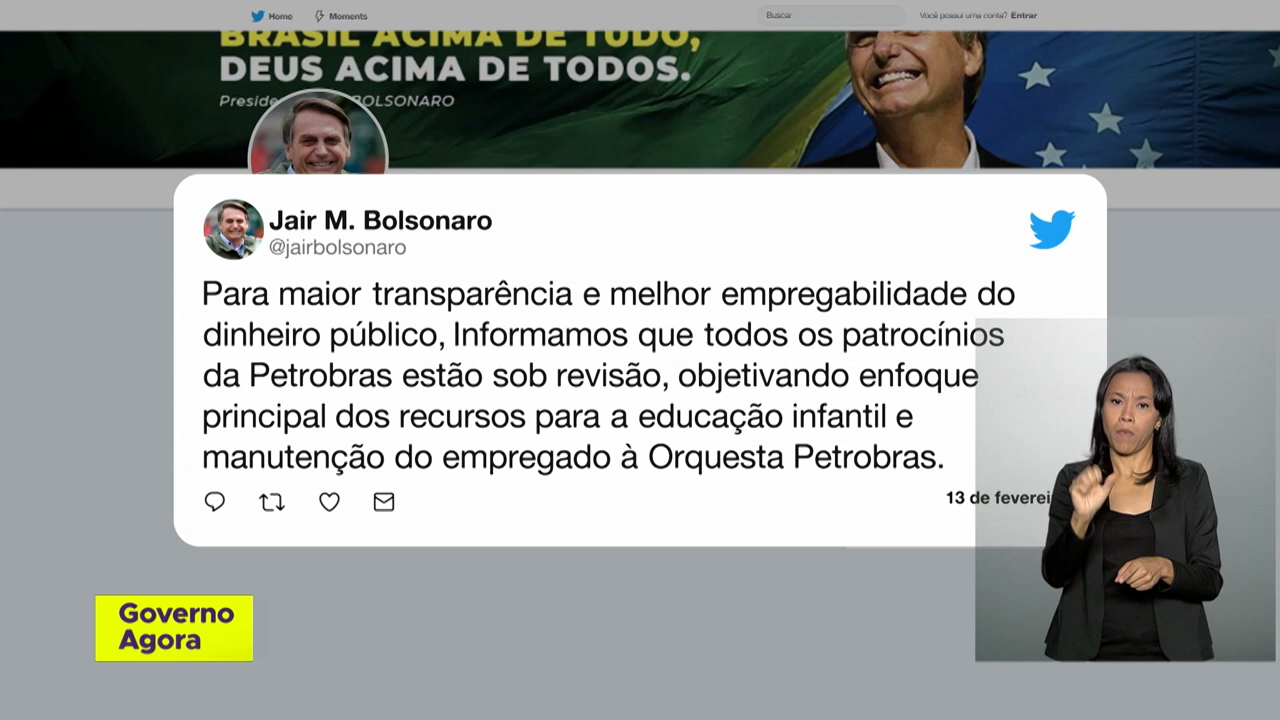 Home Moments Buscar Você possui uma conta? Entrar
BRASIL ACIMA DE TUDO,
DEUS ACIMA DE TODOS.
BOLSONARO
Jair M. Bolsonaro
@jairbolsonaro
Para maior transparência e melhor empregabilidade do
dinheiro público, Informamos que todos os patrocínios
da Petrobras estão sob revisão, objetivando enfoque
principal dos recursos para a educação infantil e
manutenção do empregado à Orquesta Petrobras.
13 de feverei
Governo
Agora